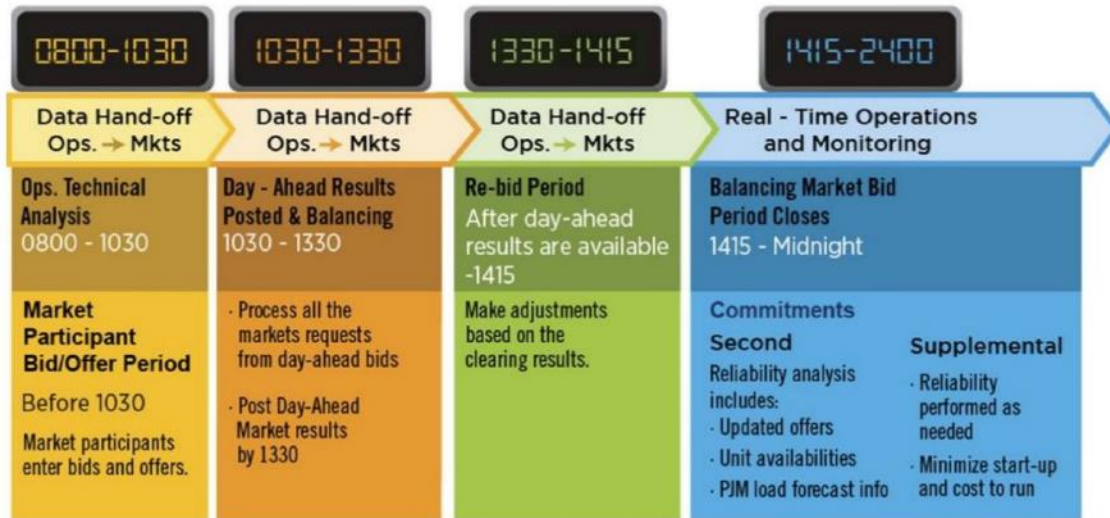 0800-1030
1030-1330
1330-1415
1415-2400
Data Hand-off
Ops. → Mkts
Data Hand-off
Ops. → Mkts
Data Hand-off
Ops. → Mkts
Real - Time Operations
and Monitoring
Ops. Technical
Analysis
0800 - 1030
Market
Participant
Bid/Offer Period
Before 1030
Market participants
enter bids and offers.
Day - Ahead Results
Posted & Balancing
1030 - 1330
· Process all the
markets requests
from day-ahead bids
· Post Day-Ahead
Market results
by 1330
Re-bid Period
After day-ahead
results are available
-1415
Make adjustments
based on the
clearing results.
Balancing Market Bid
Period Closes
1415 - Midnight
Commitments
Second
Reliability analysis
includes:
· Updated offers
· Unit availabilities
· PJM load forecast info
Supplemental
· Reliability
performed as
needed
· Minimize start-up
and cost to run